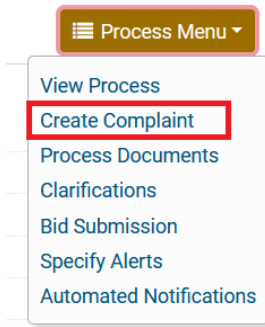 Process Menu
View Process
Create Complaint
Process Documents
Clarifications
Bid Submission
Specify Alerts
Automated Notifications